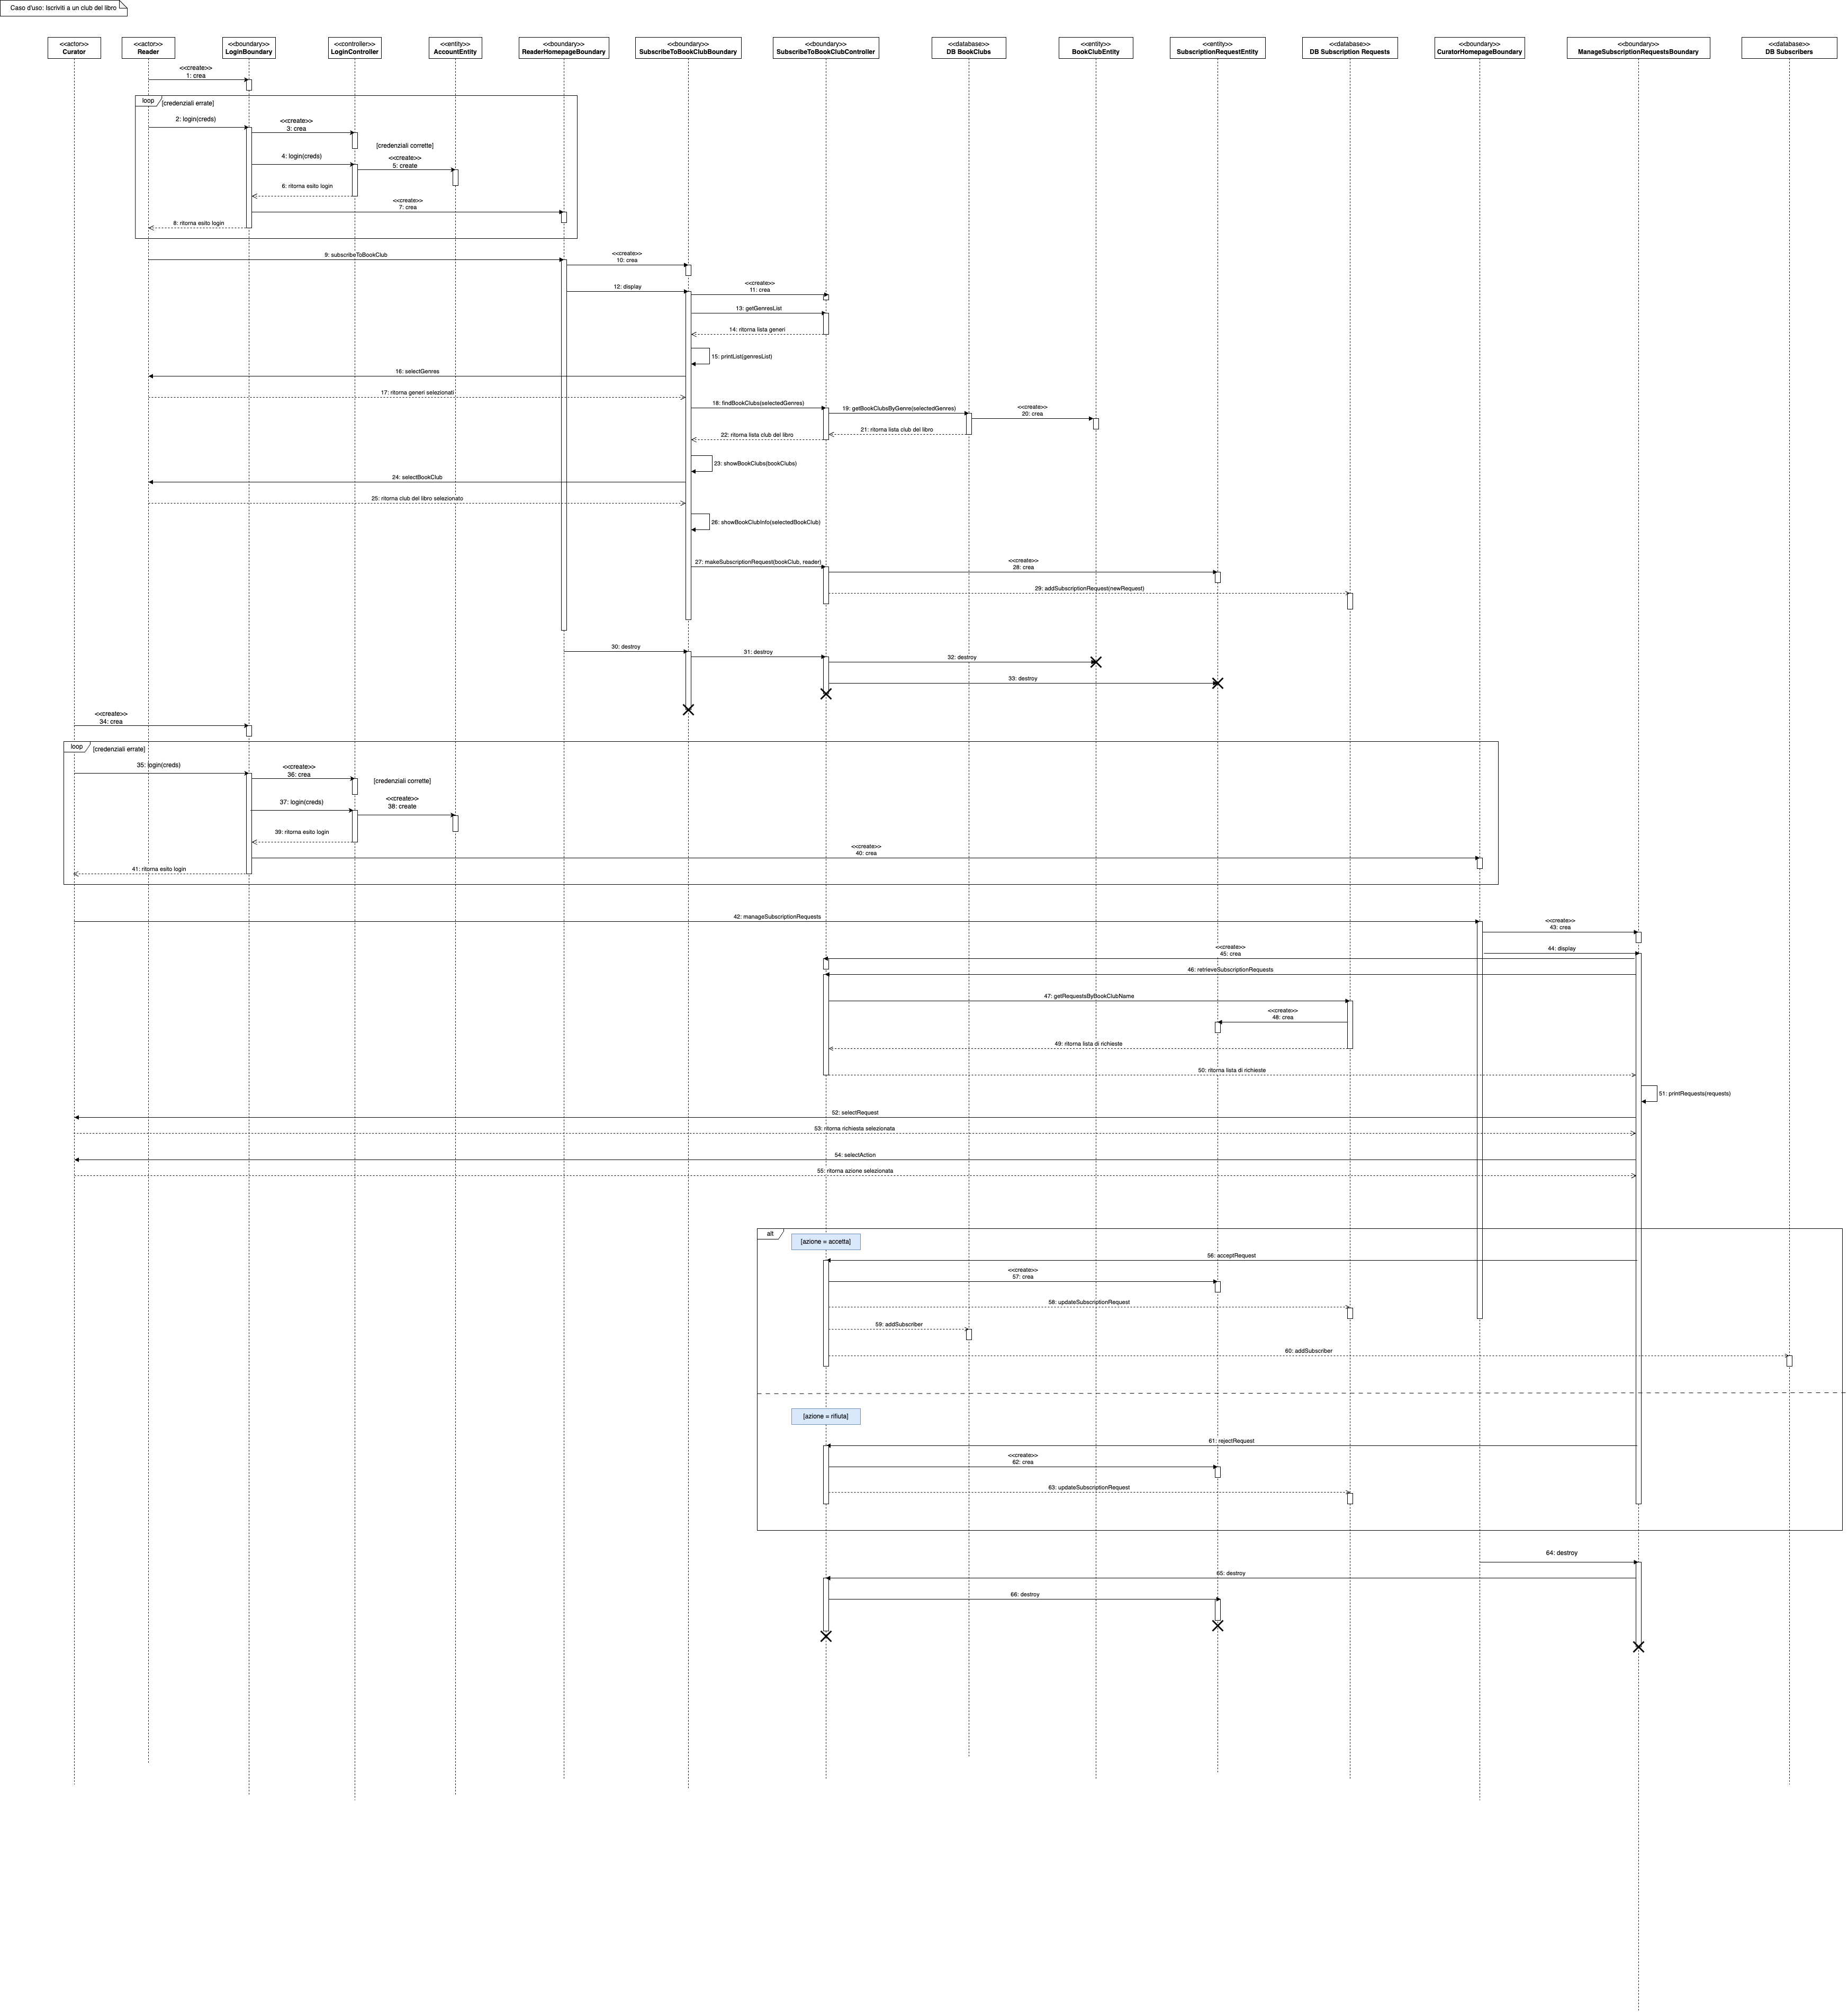 Caso d'uso: Iscriviti a un club del libro
<<actor>>
Curator
<<actor>>
Reader
<<boundary>>
LoginBoundary
<<controller>>
LoginController
<<entity>>
AccountEntity
<<boundary>>
ReaderHomepageBoundary
<<boundary>>
SubscribeToBookClubBoundary
<<boundary>>
SubscribeToBookClubController
<<database>>
DB BookClubs
<<entity>>
BookClubEntity
<<entity>>
SubscriptionRequestEntity
<<database>>
DB Subscription Requests
<<boundary>>
CuratorHomepageBoundary
<<boundary>>
ManageSubscriptionRequestsBoundary
<<database>>
DB Subscribers
<<create>>
1: crea
loop
[credenziali errate]
2: login(creds)
<<create>>
3: crea
[credenziali corrette]
4: login(creds)
<<create>>
5: create
6: ritorna esito login
<<create>>
7: crea
8: ritorna esito login
9: subscribeToBookClub
<<create>>
10: crea
12: display
<<create>>
11: crea
13: getGenresList
14: ritorna lista generi
15: printList(genresList)
16: selectGenres
17: ritorna generi selezionati
18: findBookClubs(selectedGenres)
19: getBookClubsByGenre(selectedGenres)
<<create>>
20: crea
21: ritorna lista club del libro
22: ritorna lista club del libro
23: showBookClubs(bookClubs)
24: selectBookClub
25: ritorna club del libro selezionato
26: showBookClubInfo(selectedBookClub)
27: makeSubscriptionRequest(bookClub, reader)
<<create>>
28: crea
29: addSubscriptionRequest(newRequest)
30: destroy
31: destroy
32: destroy
33: destroy
<<create>>
34: crea
loop
[credenziali errate]
35: login(creds)
<<create>>
36: crea
[credenziali corrette]
37: login(creds)
<<create>>
38: create
39: ritorna esito login
<<create>>
40: crea
41: ritorna esito login
42: manageSubscriptionRequests
<<create>>
43: crea
44: display
<<create>>
45: crea
46: retrieveSubscriptionRequests
47: getRequestsByBookClubName
<<create>>
48: crea
49: ritorna lista di richieste
50: ritorna lista di richieste
51: printRequests(requests)
52: selectRequest
53: ritorna richiesta selezionata
54: selectAction
55: ritorna azione selezionata
alt
[azione = accetta]
56: acceptRequest
<<create>>
57: crea
58: updateSubscriptionRequest
59: addSubscriber
60: addSubscriber
[azione = rifiuta]
61: rejectRequest
<<create>>
62: crea
63: updateSubscriptionRequest
64: destroy
65: destroy
66: destroy